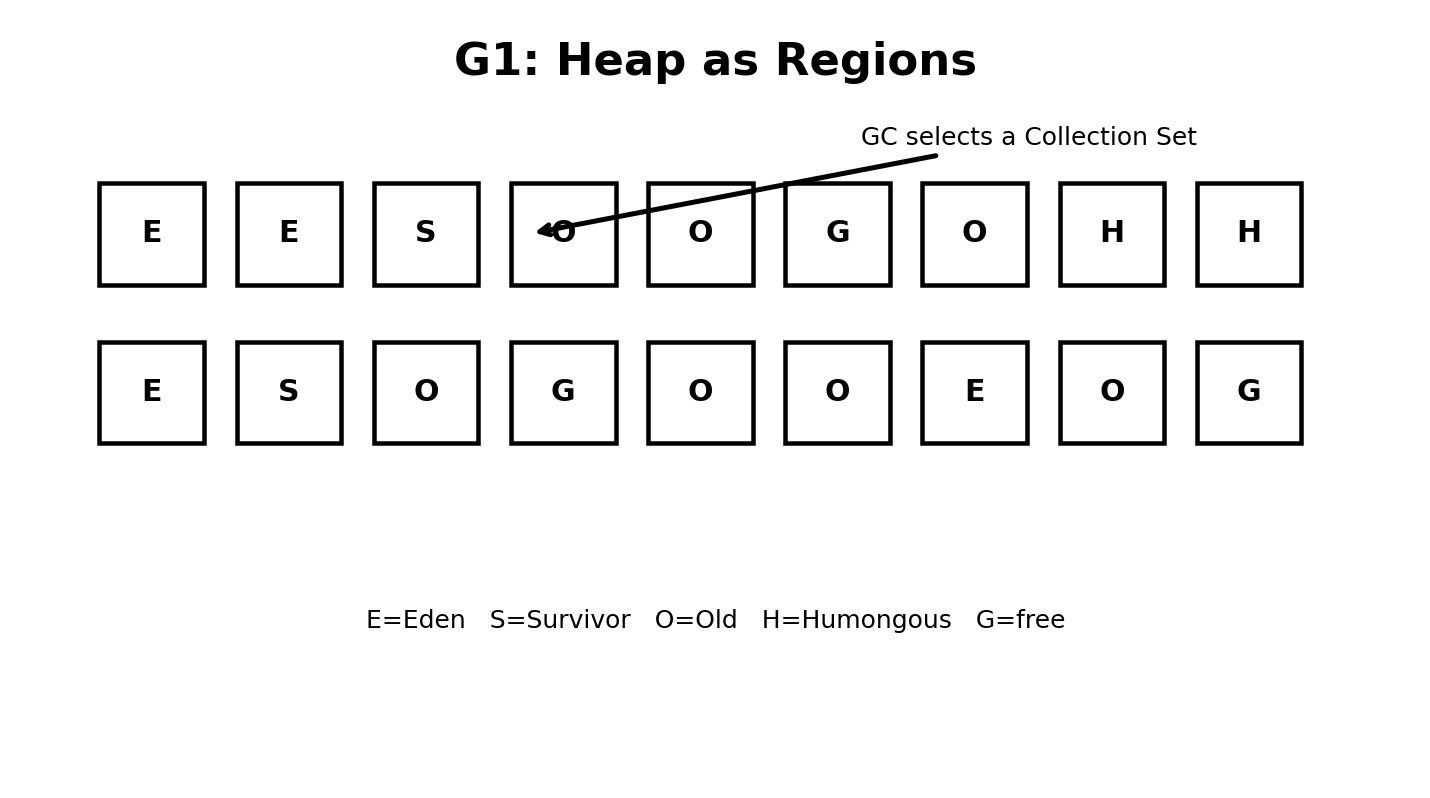 G1: Heap as Regions
GC selects a Collection Set
E E S O O G O H H
E S O G O O E O G
E=Eden S=Survivor O=Old H=Humongous G=free